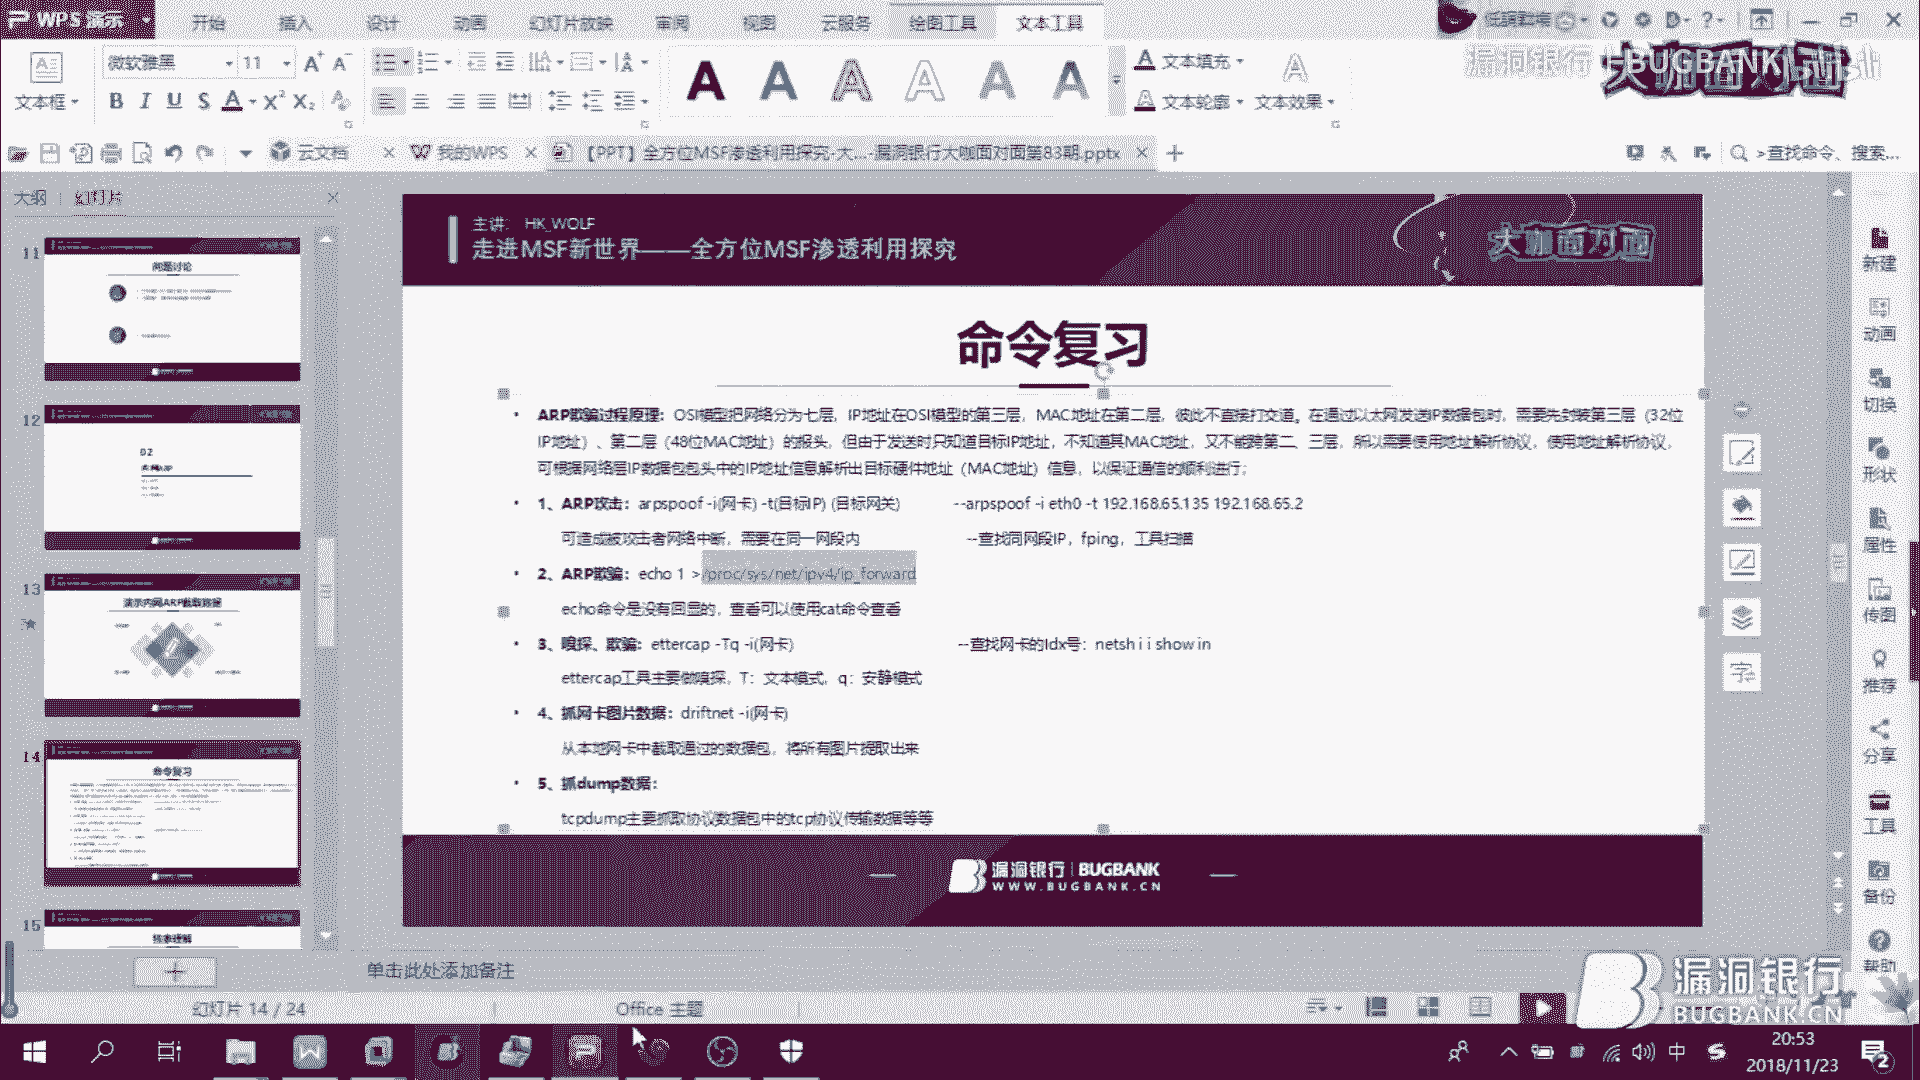 WPS 演示
开始 插入 设计 动画 幻灯片放映 审阅 视图 云服务 绘图工具 文本工具
漏洞银行 BUGBANK
大咖面对面
文本框
微软雅黑 11
B I U S A X² X₂
文本填充
文本轮廓 文本效果
云文档 我的WPS 【PPT】全方位MSF渗透利用探究-大...-漏洞银行大咖面对面第83期.pptx
>查找命令、搜索...
大纲 幻灯片
11
问题讨论
12
02
13
演示内网ARP截取数据
14
命令复习
15
主讲： HK_WOLF
走进MSF新世界——全方位MSF渗透利用探究
大咖面对面
命令复习
• ARP欺骗过程原理：OSI模型把网络分为七层，IP地址在OSI模型的第三层，MAC地址在第二层，彼此不直接打交道。在通过以太网发送IP数据包时，需要先封装第三层（32位
IP地址）、第二层（48位MAC地址）的报头，但由于发送时只知道目标IP地址，不知道其MAC地址，又不能跨第二、三层，所以需要使用地址解析协议，使用地址解析协议，
可根据网络层IP数据包包头中的IP地址信息解析出目标硬件地址（MAC地址）信息，以保证通信的顺利进行；
• 1、ARP攻击：arpspoof -i(网卡) -t(目标IP) (目标网关) --arpspoof -i eth0 -t 192.168.65.135 192.168.65.2
可造成被攻击者网络中断，需要在同一网段内 --查找同网段IP，fping，工具扫描
• 2、ARP欺骗：echo 1 >/proc/sys/net/ipv4/ip_forward
echo命令是没有回显的，查看可以使用cat命令查看
• 3、嗅探、欺骗：ettercap -Tq -i(网卡) --查找网卡的Idx号：netsh i i show in
ettercap工具主要做嗅探，T：文本模式，q：安静模式
• 4、抓网卡图片数据：driftnet -i(网卡)
从本地网卡中截取通过的数据包，将所有图片提取出来
• 5、抓dump数据：
tcpdump主要抓取协议数据包中的tcp协议传输数据等等
漏洞银行 | BUGBANK
WWW.BUGBANK.CN
新建
动画
切换
形状
属性
传图
推荐
分享
工具
备份
帮助
单击此处添加备注
幻灯片 14 / 24 Office 主题
漏洞银行
BUGBANK.CN
中
20:53
2018/11/23
2